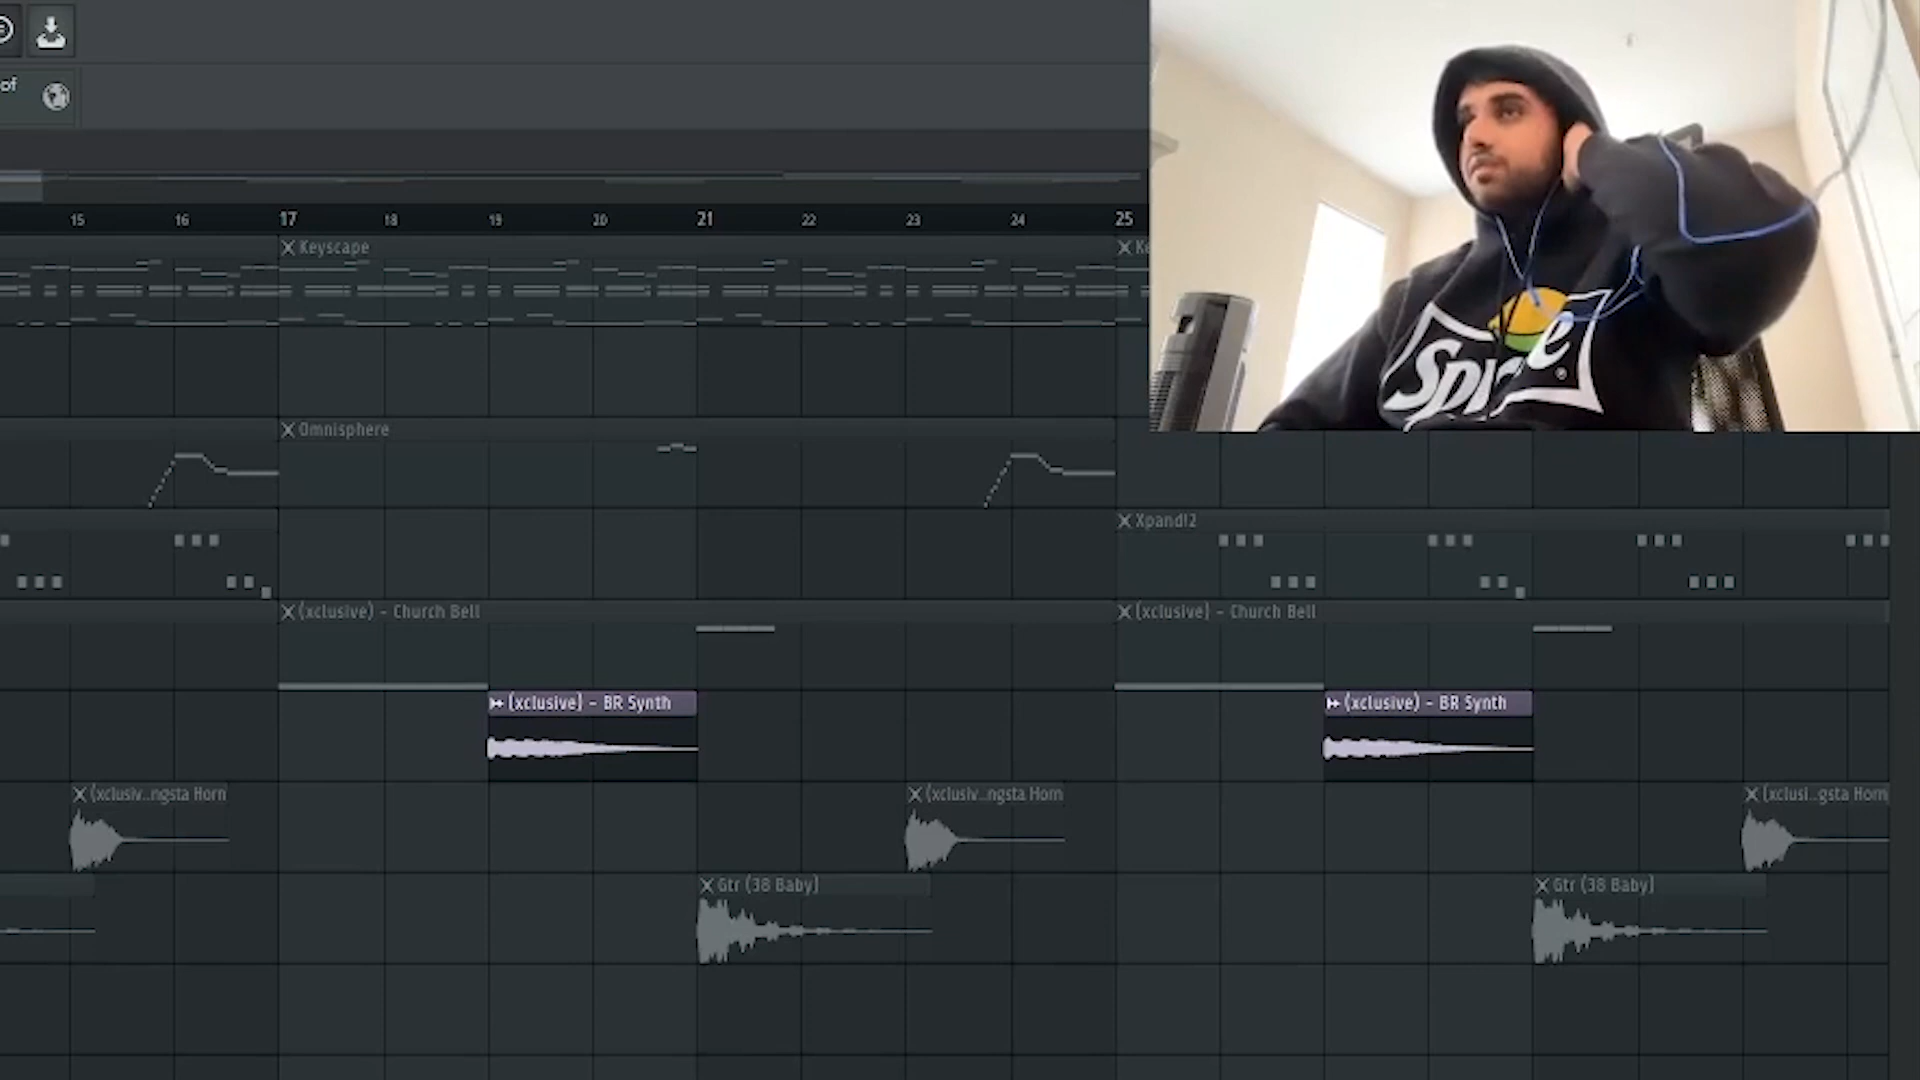 of
15 16 17 18 19 20 21 22 23 24 25
Keyscape
Ke
Omnisphere
Xpand!2
(xclusive) - Church Bell
(xclusive) - Church Bell
(xclusive) - BR Synth
(xclusive) - BR Synth
(xclusiv..ngsta Horn
(xclusiv..ngsta Horn
(xclusi..gsta Horn
Gtr (38 Baby)
Gtr (38 Baby)